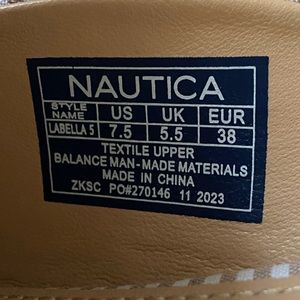 NAUTICA
STYLE NAME US UK EUR
LABELLA 5 7.5 5.5 38
TEXTILE UPPER
BALANCE MAN-MADE MATERIALS
MADE IN CHINA
ZKSC PO#270146 11 2023